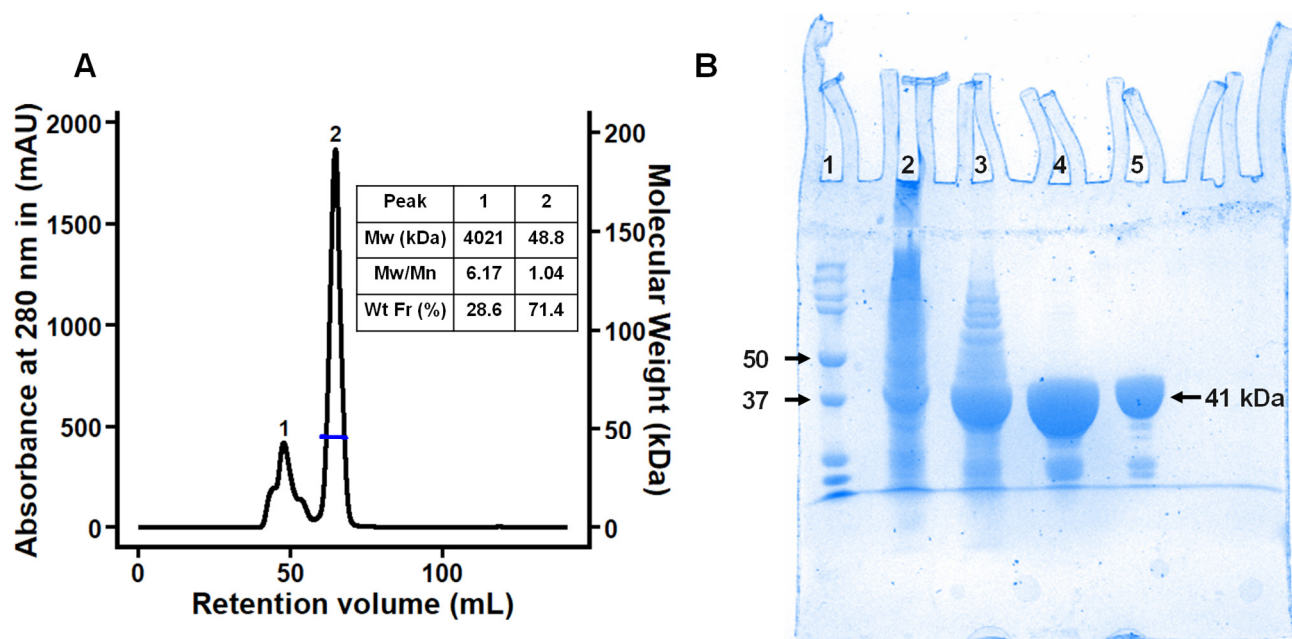 A
Absorbance at 280 nm in (mAU)
2000
1500
1000
500
0
1
2
Peak 1 2
Mw (kDa) 4021 48.8
Mw/Mn 6.17 1.04
Wt Fr (%) 28.6 71.4
200
150
100
50
0
Molecular Weight (kDa)
0 50 100
Retention volume (mL)
B
1 2 3 4 5
50
37
41 kDa